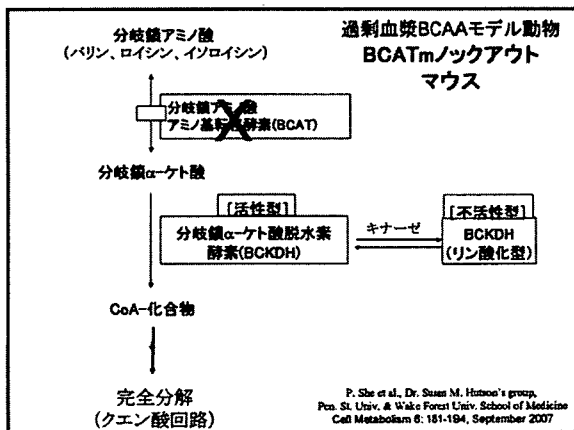 過剰血漿BCAAモデル動物
BCATmノックアウト
マウス
分岐鎖アミノ酸
(バリン、ロイシン、イソロイシン)
分岐鎖アミノ酸
アミノ基転移酵素(BCAT)
分岐鎖α-ケト酸
[活性型]
分岐鎖α-ケト酸脱水素
酵素(BCKDH)
キナーゼ
[不活性型]
BCKDH
(リン酸化型)
CoA-化合物
完全分解
(クエン酸回路)
P. She et al., Dr. Susan M. Hutson's group,
Pen. St. Univ. & Wake Forest Univ. School of Medicine
Cell Metabolism 6: 181-194, September 2007